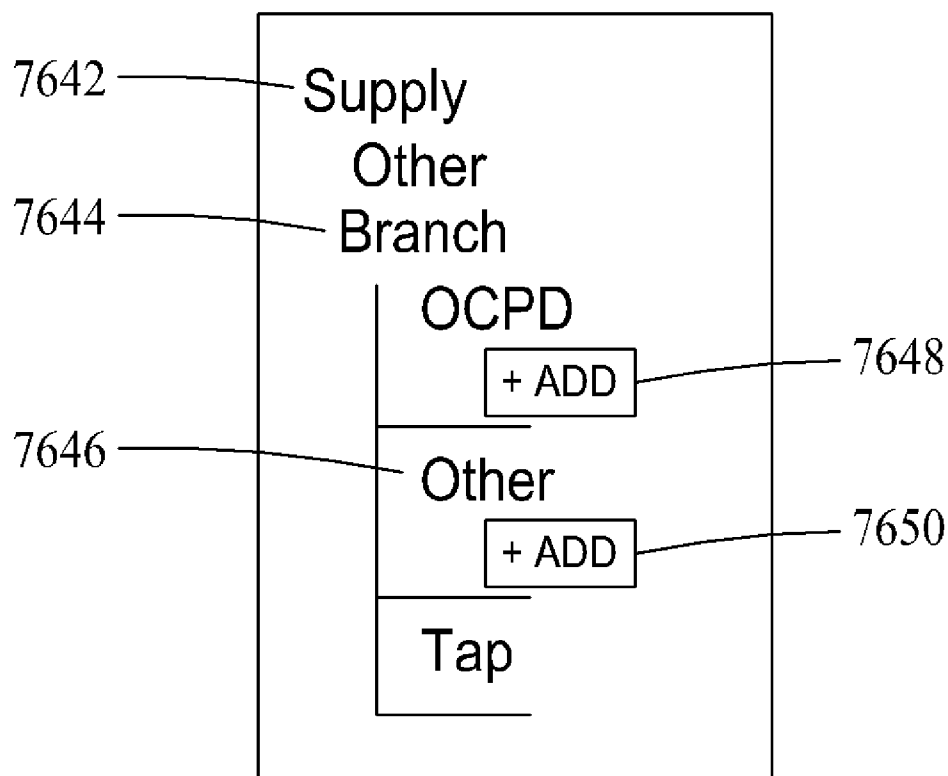 7642 Supply
Other
7644 Branch
OCPD
+ ADD 7648
7646 Other
+ ADD 7650
Tap